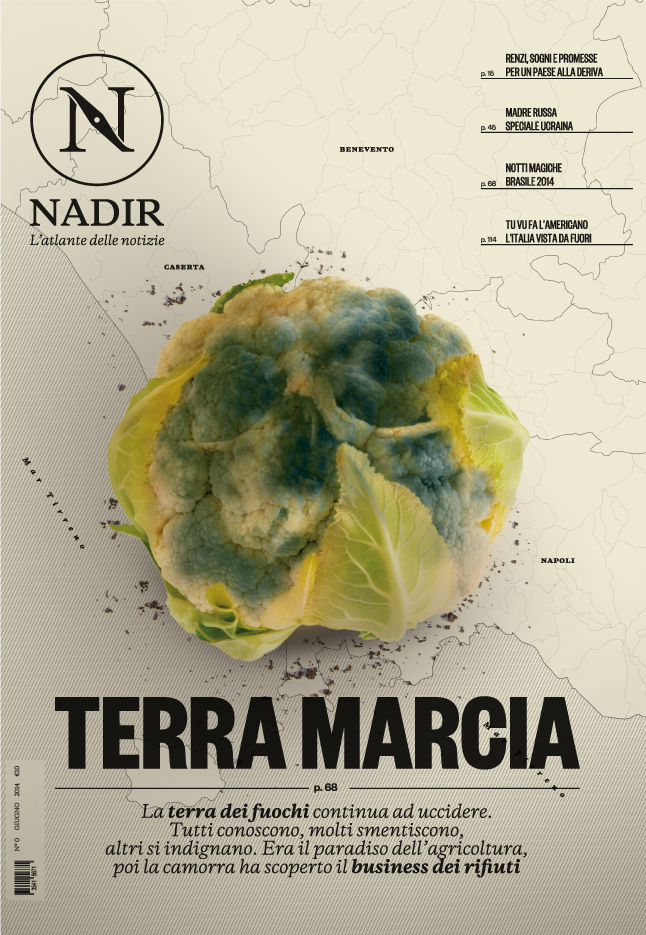 N
NADIR
L'atlante delle notizie
RENZI, SOGNI E PROMESSE
p. 15 PER UN PAESE ALLA DERIVA
MADRE RUSSA
p. 45 SPECIALE UCRAINA
NOTTI MAGICHE
p. 68 BRASILE 2014
TU VU FA L'AMERICANO
p. 114 L'ITALIA VISTA DA FUORI
BENEVENTO
CASERTA
Mar Tirreno
NAPOLI
TERRA MARCIA
Mar Tirreno
p. 68
La terra dei fuochi continua ad uccidere.
Tutti conoscono, molti smentiscono,
altri si indignano. Era il paradiso dell'agricoltura,
poi la camorra ha scoperto il business dei rifiuti
N° 0 GIUGNO 2014 €10